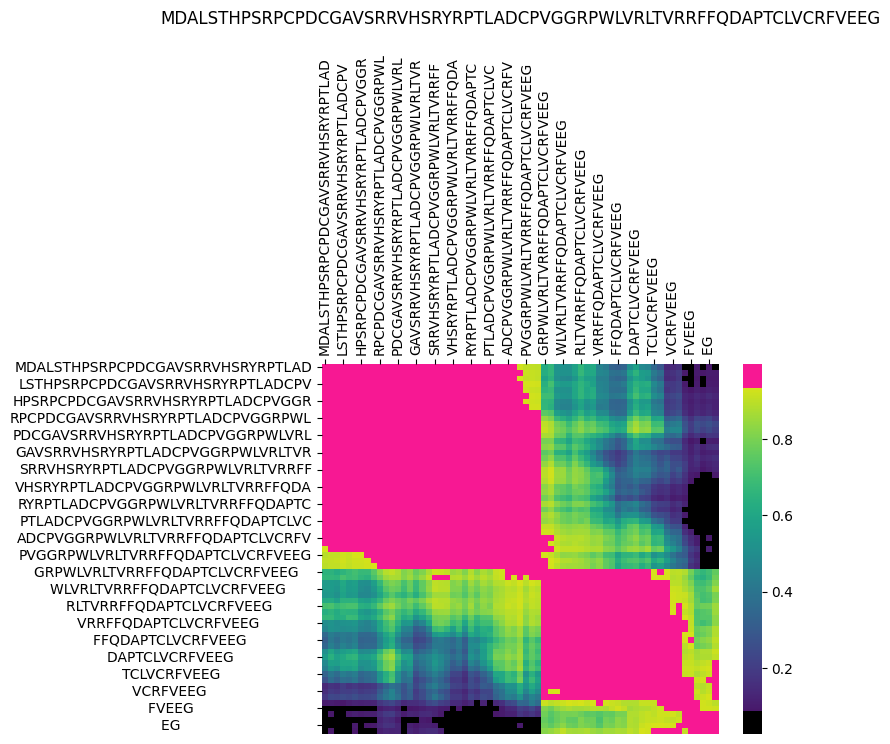 MDALSTHPSRPCPDCGAVSRRVHSRYRPTLADCPVGGRPWLVRLTVRRFFQDAPTCLVCRFVEEG
MDALSTHPSRPCPDCGAVSRRVHSRYRPTLAD
LSTHPSRPCPDCGAVSRRVHSRYRPTLADCPV
HPSRPCPDCGAVSRRVHSRYRPTLADCPVGGR
RPCPDCGAVSRRVHSRYRPTLADCPVGGRPWL
PDCGAVSRRVHSRYRPTLADCPVGGRPWLVRL
GAVSRRVHSRYRPTLADCPVGGRPWLVRLTVR
SRRVHSRYRPTLADCPVGGRPWLVRLTVRRFF
VHSRYRPTLADCPVGGRPWLVRLTVRRFFQDA
RYRPTLADCPVGGRPWLVRLTVRRFFQDAPTC
PTLADCPVGGRPWLVRLTVRRFFQDAPTCLVC
ADCPVGGRPWLVRLTVRRFFQDAPTCLVCRFV
PVGGRPWLVRLTVRRFFQDAPTCLVCRFVEEG
GRPWLVRLTVRRFFQDAPTCLVCRFVEEG
WLVRLTVRRFFQDAPTCLVCRFVEEG
RLTVRRFFQDAPTCLVCRFVEEG
VRRFFQDAPTCLVCRFVEEG
FFQDAPTCLVCRFVEEG
DAPTCLVCRFVEEG
TCLVCRFVEEG
VCRFVEEG
FVEEG
EG
MDALSTHPSRPCPDCGAVSRRVHSRYRPTLAD
LSTHPSRPCPDCGAVSRRVHSRYRPTLADCPV
HPSRPCPDCGAVSRRVHSRYRPTLADCPVGGR
RPCPDCGAVSRRVHSRYRPTLADCPVGGRPWL
PDCGAVSRRVHSRYRPTLADCPVGGRPWLVRL
GAVSRRVHSRYRPTLADCPVGGRPWLVRLTVR
SRRVHSRYRPTLADCPVGGRPWLVRLTVRRFF
VHSRYRPTLADCPVGGRPWLVRLTVRRFFQDA
RYRPTLADCPVGGRPWLVRLTVRRFFQDAPTC
PTLADCPVGGRPWLVRLTVRRFFQDAPTCLVC
ADCPVGGRPWLVRLTVRRFFQDAPTCLVCRFV
PVGGRPWLVRLTVRRFFQDAPTCLVCRFVEEG
GRPWLVRLTVRRFFQDAPTCLVCRFVEEG
WLVRLTVRRFFQDAPTCLVCRFVEEG
RLTVRRFFQDAPTCLVCRFVEEG
VRRFFQDAPTCLVCRFVEEG
FFQDAPTCLVCRFVEEG
DAPTCLVCRFVEEG
TCLVCRFVEEG
VCRFVEEG
FVEEG
EG
0.8
0.6
0.4
0.2